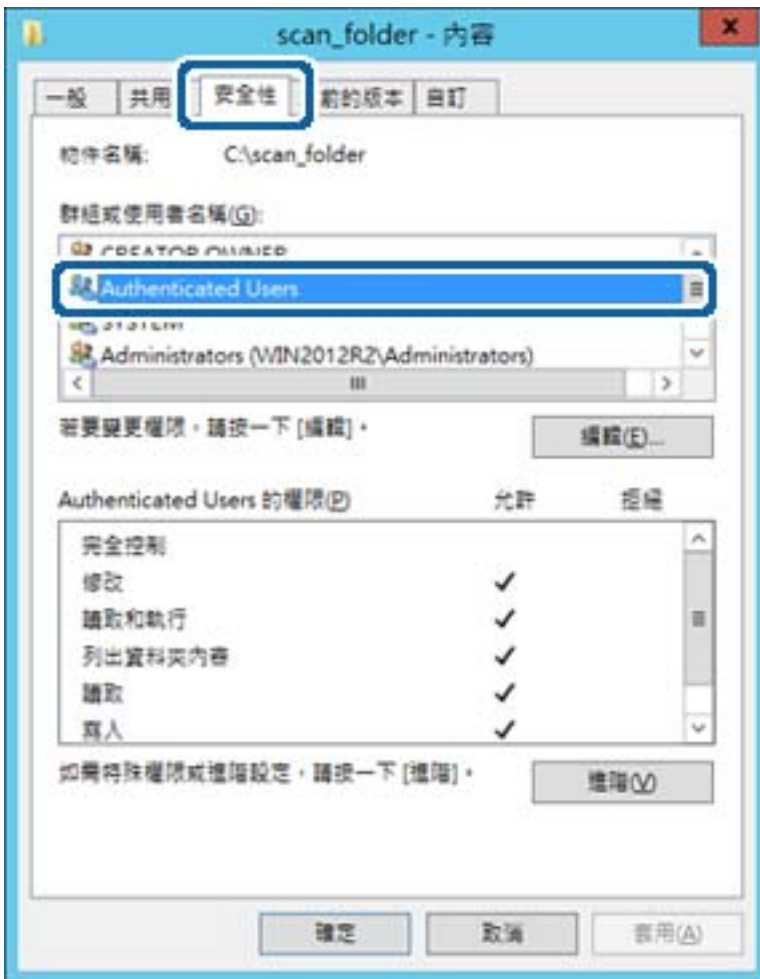 scan_folder - 內容
一般 共用 安全性 前的版本 自訂
物件名稱: C:\scan_folder
群組或使用者名稱(G):
CREATOR OWNER
Authenticated Users
SYSTEM
Administrators (WIN2012R2\Administrators)
若要變更權限，請按一下 [編輯]。 編輯(E)...
Authenticated Users 的權限(P) 允許 拒絕
完全控制
修改
讀取和執行
列出資料夾內容
讀取
寫入
如需特殊權限或進階設定，請按一下 [進階]。 進階(V)
確定 取消 套用(A)